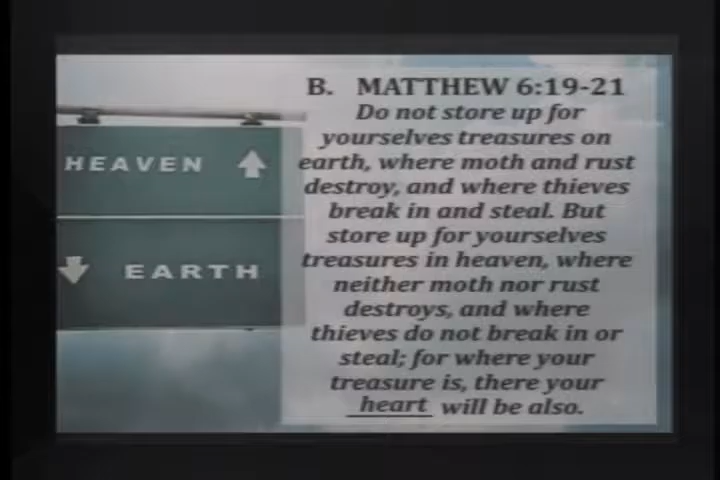 HEAVEN
EARTH
B. MATTHEW 6:19-21
Do not store up for
yourselves treasures on
earth, where moth and rust
destroy, and where thieves
break in and steal. But
store up for yourselves
treasures in heaven, where
neither moth nor rust
destroys, and where
thieves do not break in or
steal; for where your
treasure is, there your
heart will be also.